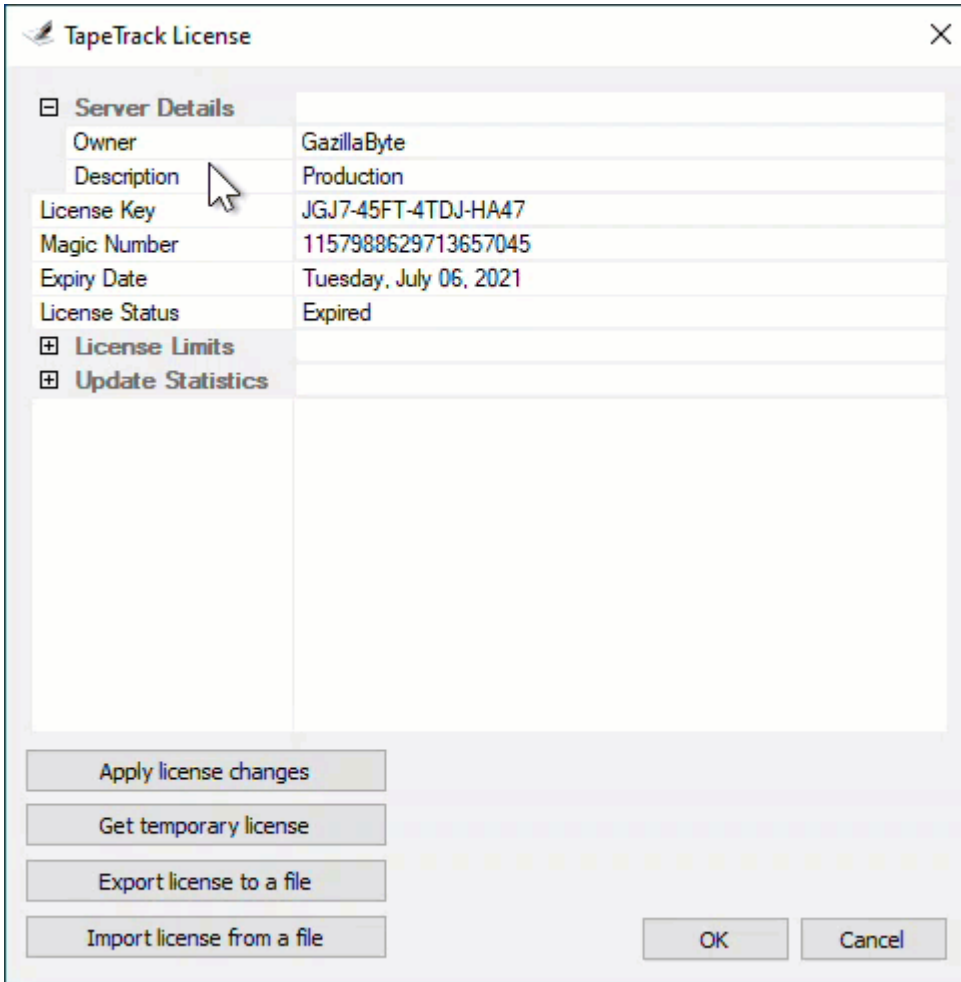 TapeTrack License
Server Details
Owner GazillaByte
Description Production
License Key JGJ7-45FT-4TDJ-HA47
Magic Number 1157988629713657045
Expiry Date Tuesday, July 06, 2021
License Status Expired
License Limits
Update Statistics
Apply license changes
Get temporary license
Export license to a file
Import license from a file OK Cancel